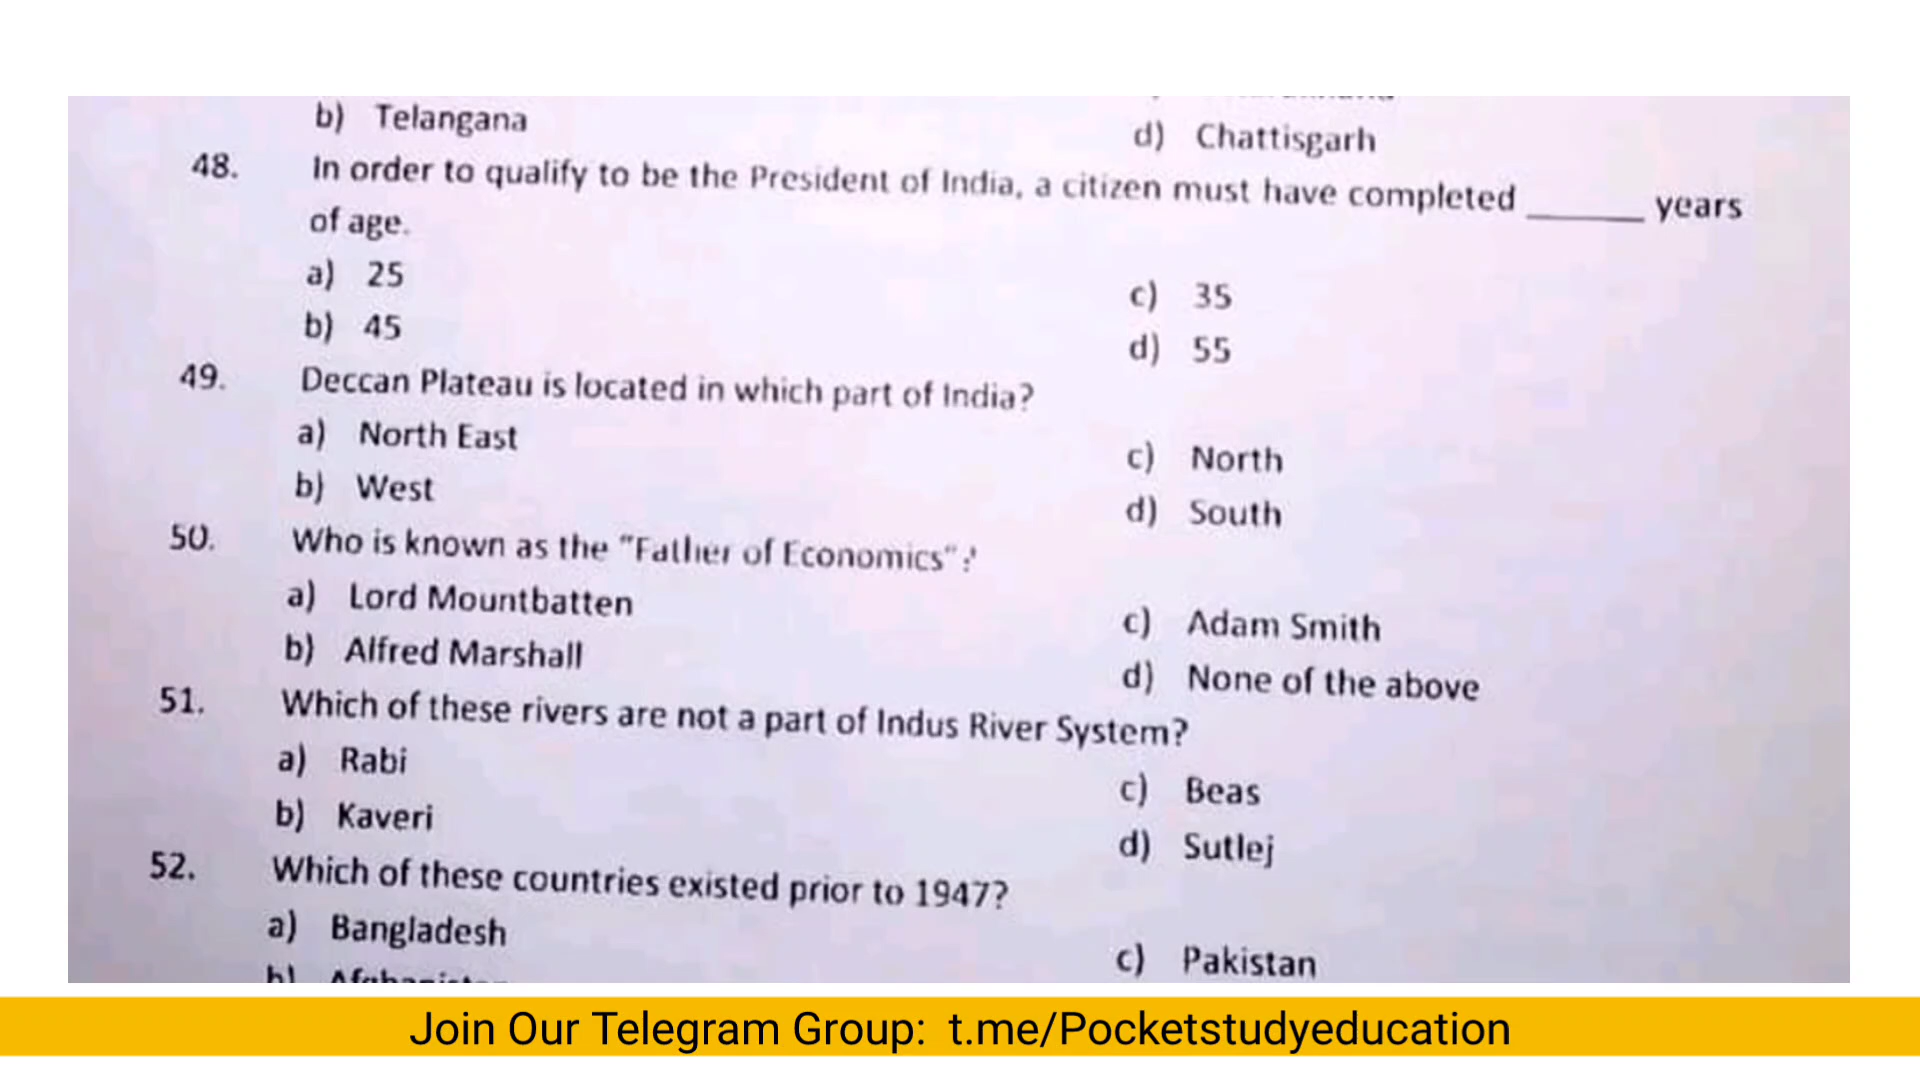 b) Telangana
d) Chattisgarh
48. In order to qualify to be the President of India, a citizen must have completed ______ years
of age.
a) 25
c) 35
b) 45
d) 55
49. Deccan Plateau is located in which part of India?
a) North East
c) North
b) West
d) South
50. Who is known as the "Father of Economics"?
a) Lord Mountbatten
c) Adam Smith
b) Alfred Marshall
d) None of the above
51. Which of these rivers are not a part of Indus River System?
a) Rabi
c) Beas
b) Kaveri
d) Sutlej
52. Which of these countries existed prior to 1947?
a) Bangladesh
c) Pakistan
b)
Join Our Telegram Group: t.me/Pocketstudyeducation